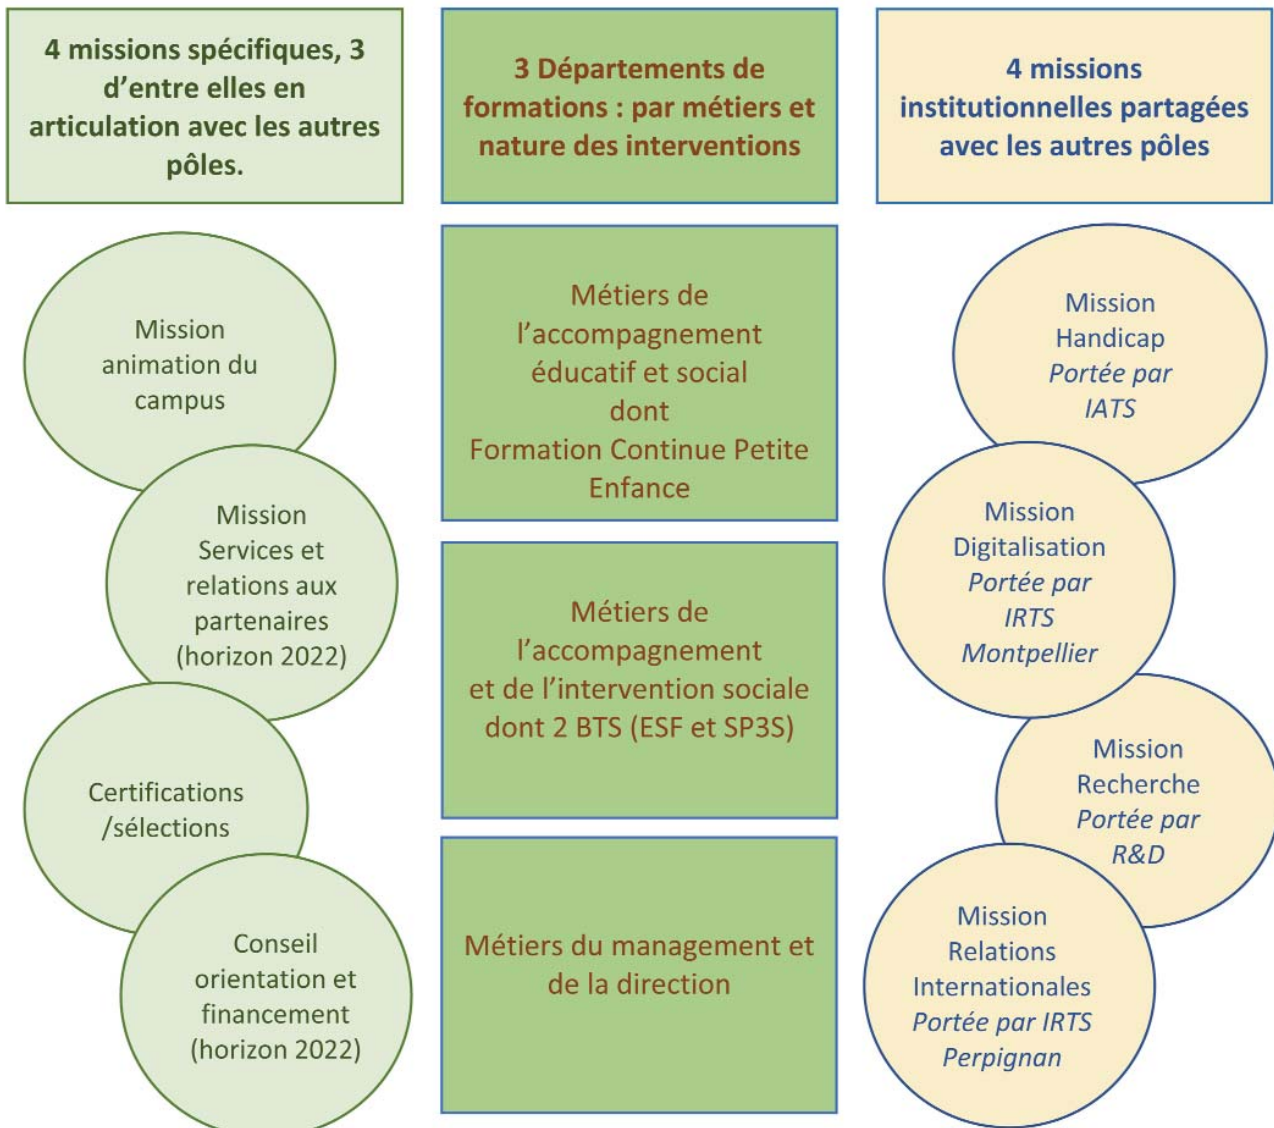 4 missions spécifiques, 3
d’entre elles en
articulation avec les autres
pôles.
3 Départements de
formations : par métiers et
nature des interventions
4 missions
institutionnelles partagées
avec les autres pôles
Mission
animation du
campus
Mission
Services et
relations aux
partenaires
(horizon 2022)
Certifications
/sélections
Conseil
orientation et
financement
(horizon 2022)
Métiers de
l’accompagnement
éducatif et social
dont
Formation Continue Petite
Enfance
Métiers de
l’accompagnement
et de l’intervention sociale
dont 2 BTS (ESF et SP3S)
Métiers du management et
de la direction
Mission
Handicap
Portée par
IATS
Mission
Digitalisation
Portée par
IRTS
Montpellier
Mission
Recherche
Portée par
R&D
Mission
Relations
Internationales
Portée par IRTS
Perpignan